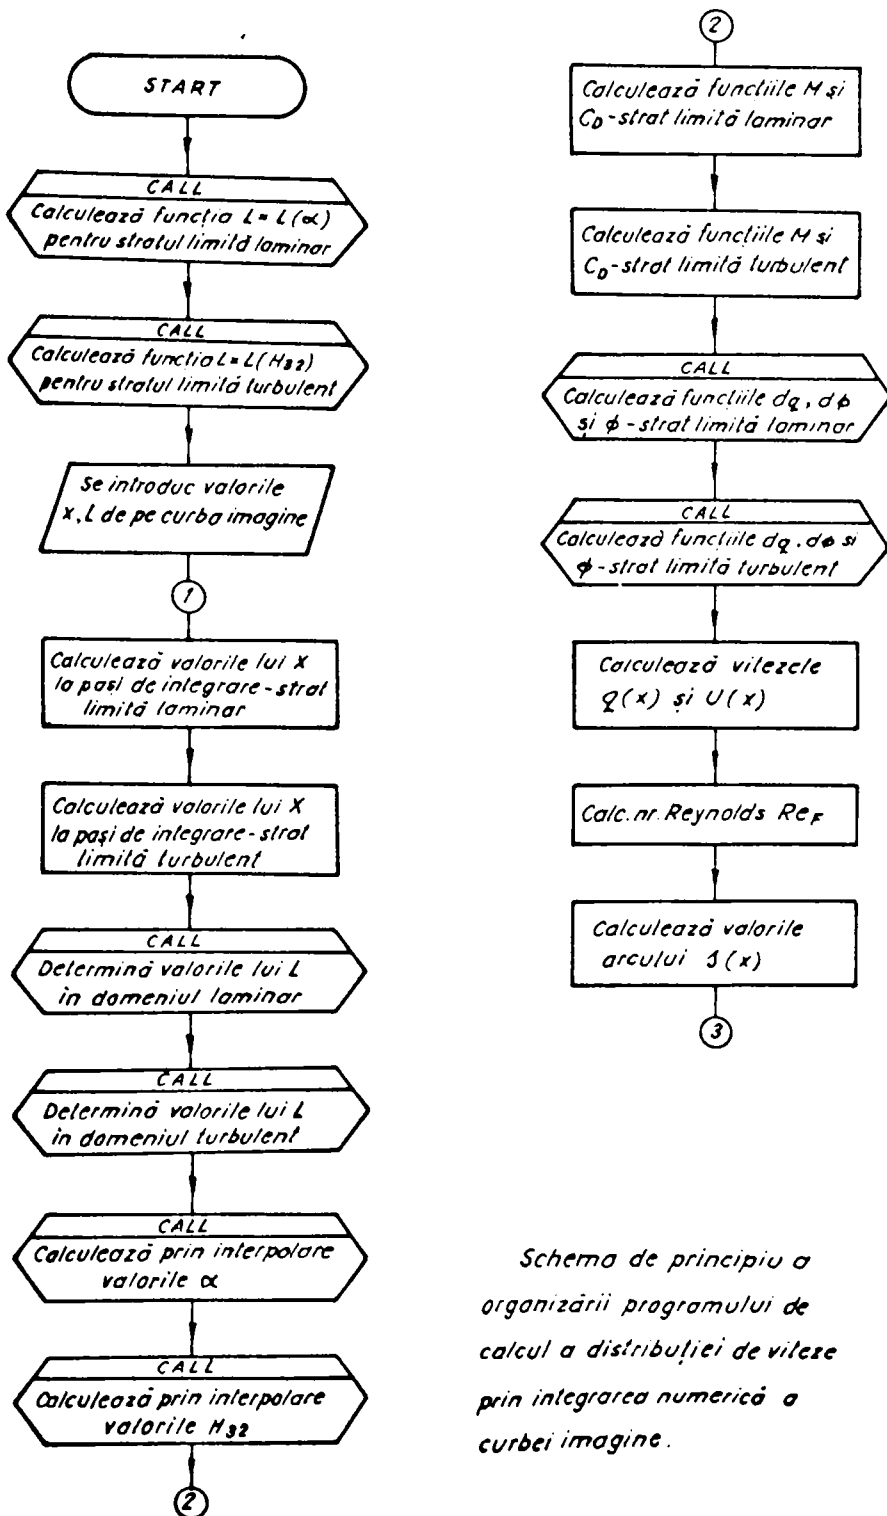 START
CALL
Calculează funcția L = L(α)
pentru stratul limită laminar
CALL
Calculează funcția L = L(H32)
pentru stratul limită turbulent
Se introduc valorile
x, L de pe curba imagine
1
Calculează valorile lui X
la pași de integrare - strat
limită laminar
Calculează valorile lui X
la pași de integrare - strat
limită turbulent
CALL
Determină valorile lui L
în domeniul laminar
CALL
Determină valorile lui L
în domeniul turbulent
CALL
Calculează prin interpolare
valorile α
CALL
Calculează prin interpolare
valorile H32
2
2
Calculează funcțiile M și
CD-strat limită laminar
Calculează funcțiile M și
CD-strat limită turbulent
CALL
Calculează funcțiile dq, dϕ
și ϕ - strat limită laminar
CALL
Calculează funcțiile dq, dϕ și
ϕ - strat limită turbulent
Calculează vitezele
q(x) și U(x)
Calc. nr. Reynolds ReF
Calculează valorile
arcului s(x)
3
Schema de principiu a
organizării programului de
calcul a distribuției de viteze
prin integrarea numerică a
curbei imagine.